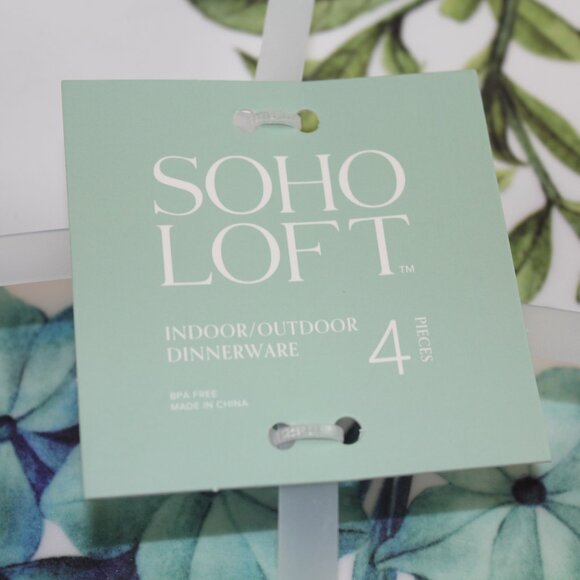 SOHO
LOFT™
INDOOR/OUTDOOR
DINNERWARE
4 PIECES
BPA FREE
MADE IN CHINA